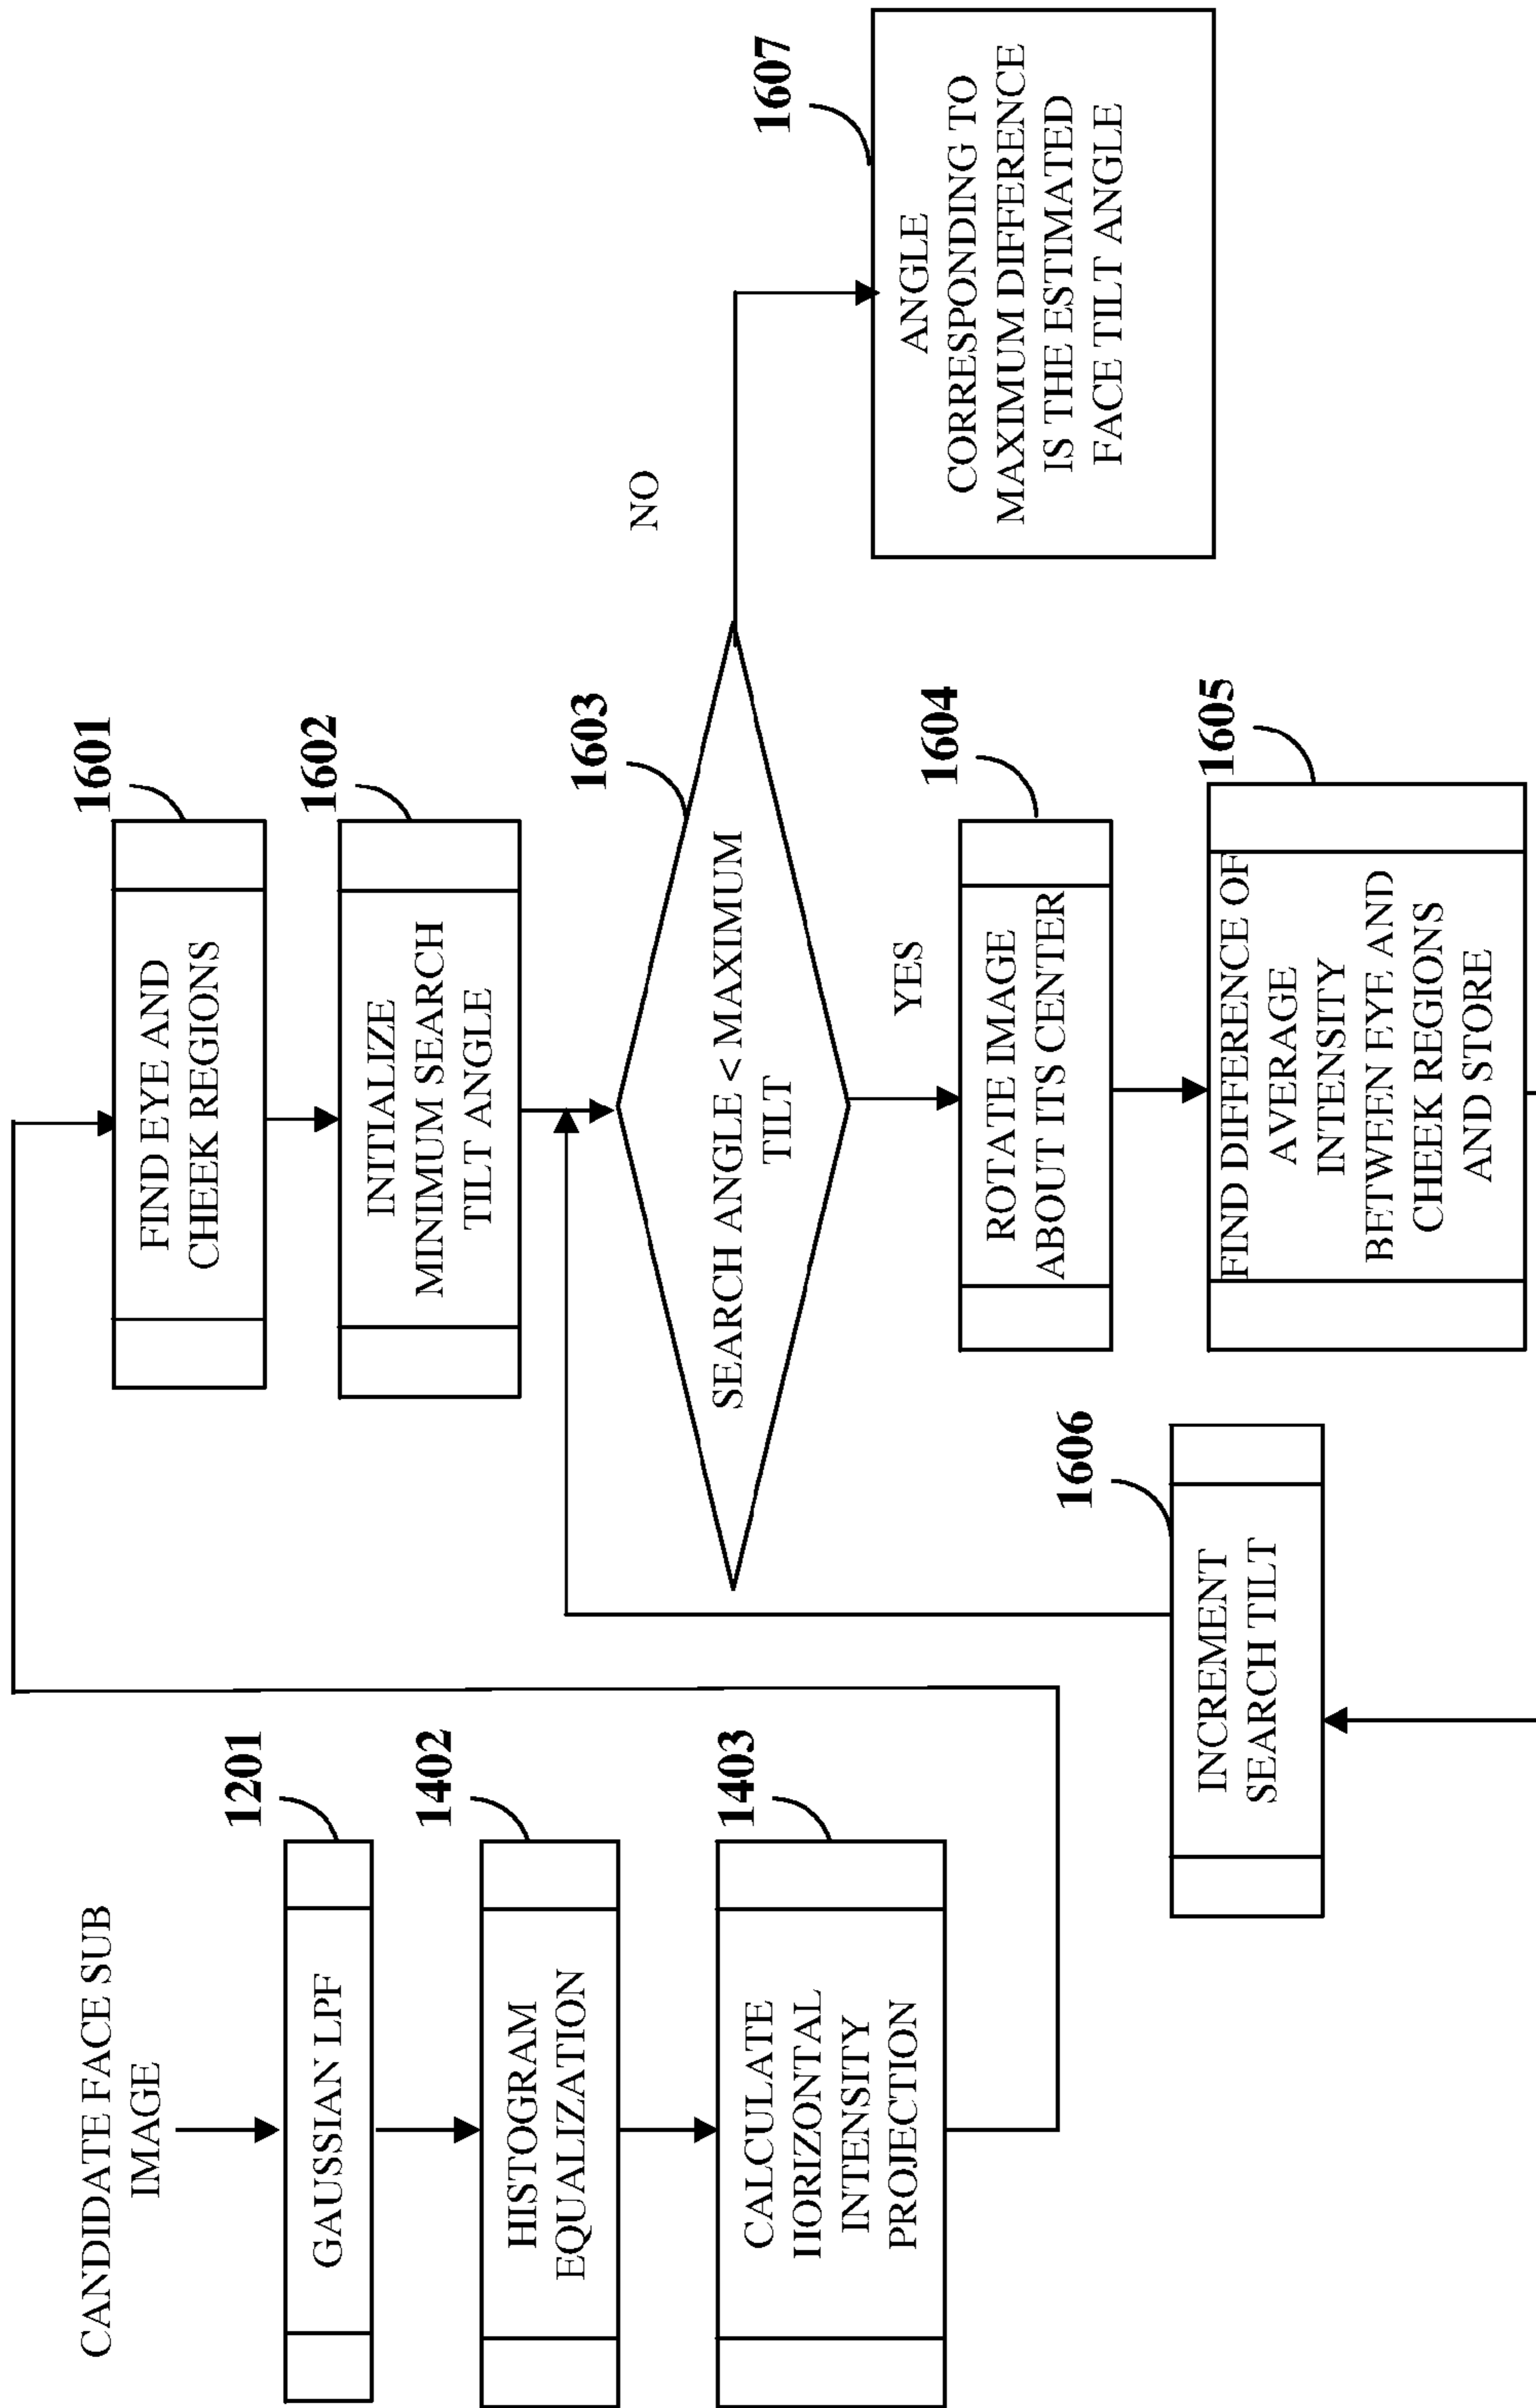 CANDIDATE FACE SUB
IMAGE
1201
GAUSSIAN LPF
1402
HISTOGRAM
EQUALIZATION
1403
CALCULATE
HORIZONTAL
INTENSITY
PROJECTION
1601
FIND EYE AND
CHEEK REGIONS
1602
INITIALIZE
MINIMUM SEARCH
TILT ANGLE
1603
SEARCH ANGLE < MAXIMUM
TILT
NO
YES
1604
ROTATE IMAGE
ABOUT ITS CENTER
1605
FIND DIFFERENCE OF
AVERAGE
INTENSITY
BETWEEN EYE AND
CHEEK REGIONS
AND STORE
1606
INCREMENT
SEARCH TILT
1607
ANGLE
CORRESPONDING TO
MAXIMUM DIFFERENCE
IS THE ESTIMATED
FACE TILT ANGLE